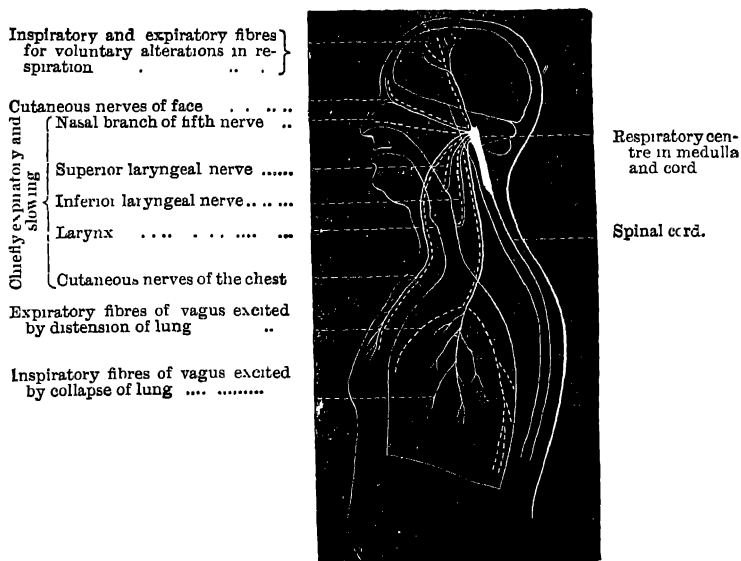 Inspiratory and expiratory fibres
for voluntary alterations in re-
spiration
Cutaneous nerves of face
Chiefly expiratory and
slowing
Nasal branch of fifth nerve
Superior laryngeal nerve
Inferior laryngeal nerve
Larynx
Cutaneous nerves of the chest
Expiratory fibres of vagus excited
by distension of lung
Inspiratory fibres of vagus excited
by collapse of lung
Respiratory cen-
tre in medulla
and cord
Spinal cord.